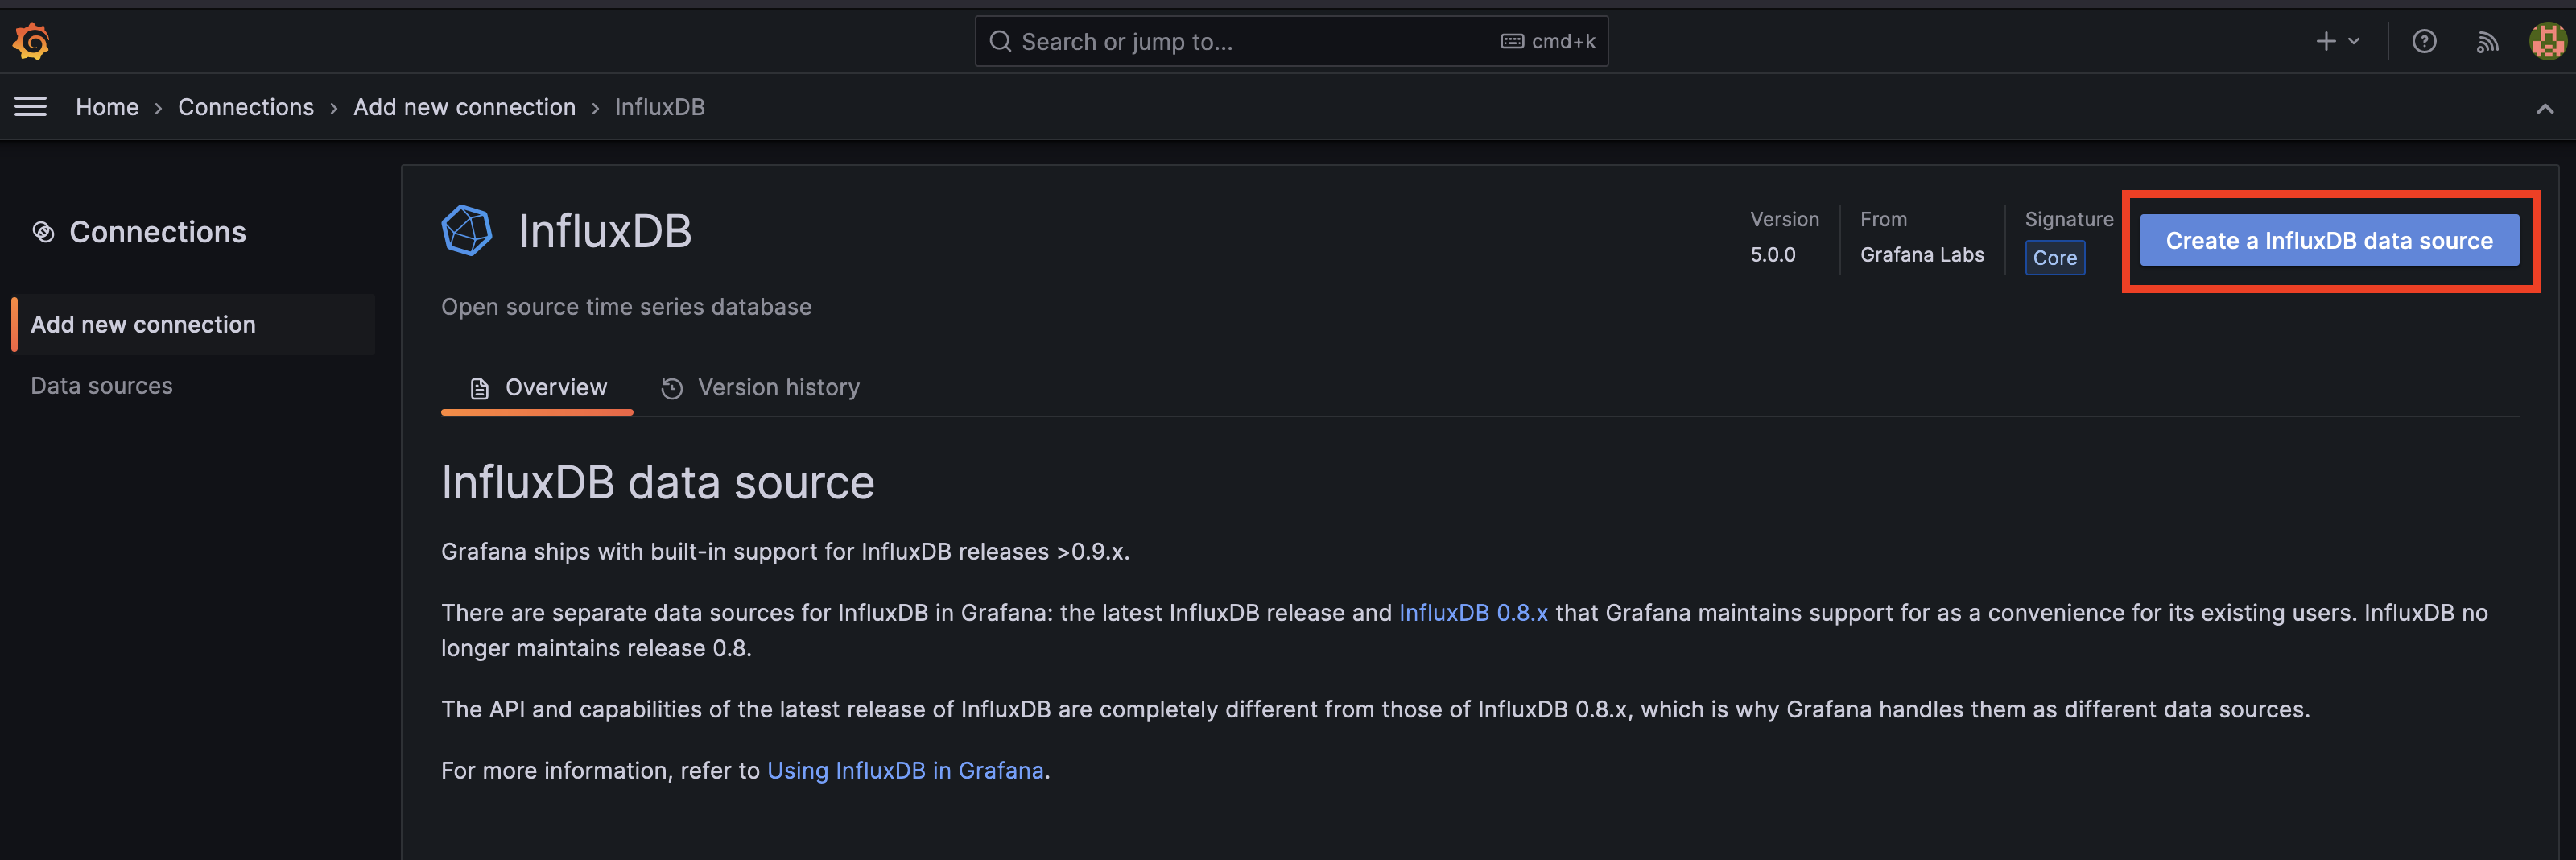 Search or jump to...
cmd+k
Home › Connections › Add new connection › InfluxDB
Connections
Add new connection
Data sources
InfluxDB
Version
5.0.0
From
Grafana Labs
Signature
Core
Create a InfluxDB data source
Open source time series database
Overview
Version history
InfluxDB data source
Grafana ships with built-in support for InfluxDB releases >0.9.x.
There are separate data sources for InfluxDB in Grafana: the latest InfluxDB release and InfluxDB 0.8.x that Grafana maintains support for as a convenience for its existing users. InfluxDB no
longer maintains release 0.8.
The API and capabilities of the latest release of InfluxDB are completely different from those of InfluxDB 0.8.x, which is why Grafana handles them as different data sources.
For more information, refer to Using InfluxDB in Grafana.